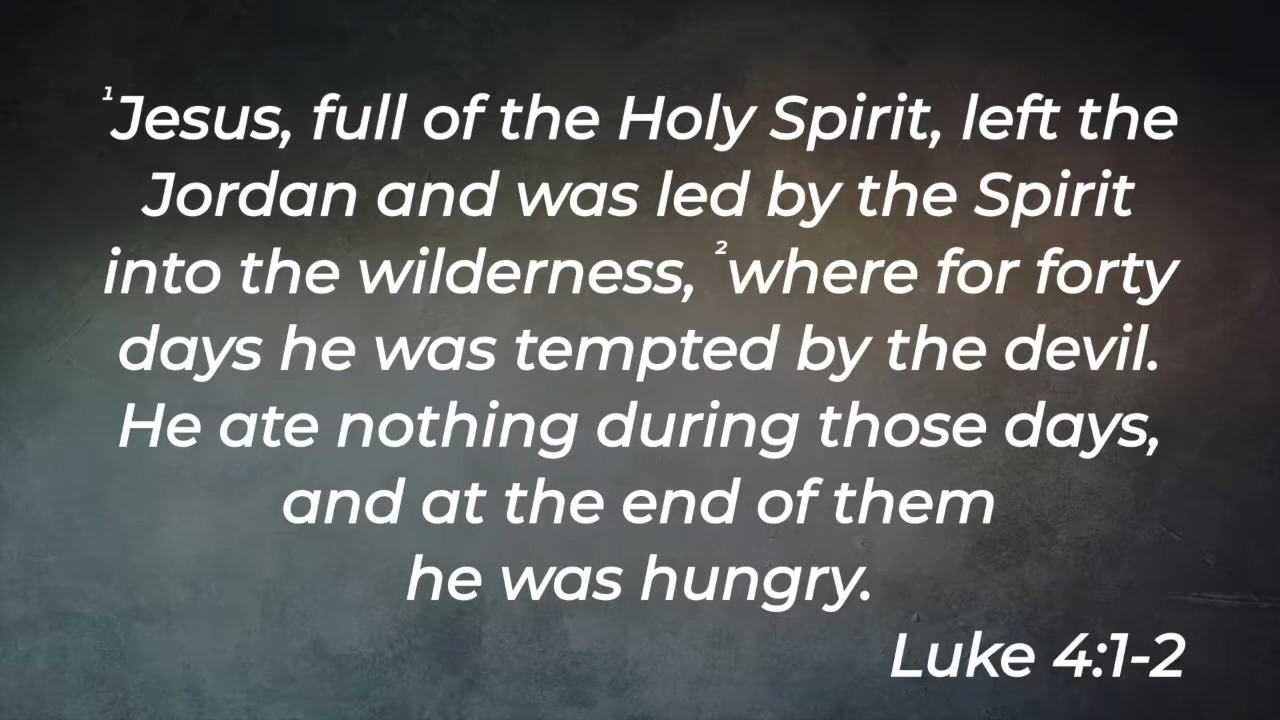 ¹Jesus, full of the Holy Spirit, left the
Jordan and was led by the Spirit
into the wilderness, ²where for forty
days he was tempted by the devil.
He ate nothing during those days,
and at the end of them
he was hungry.
Luke 4:1-2